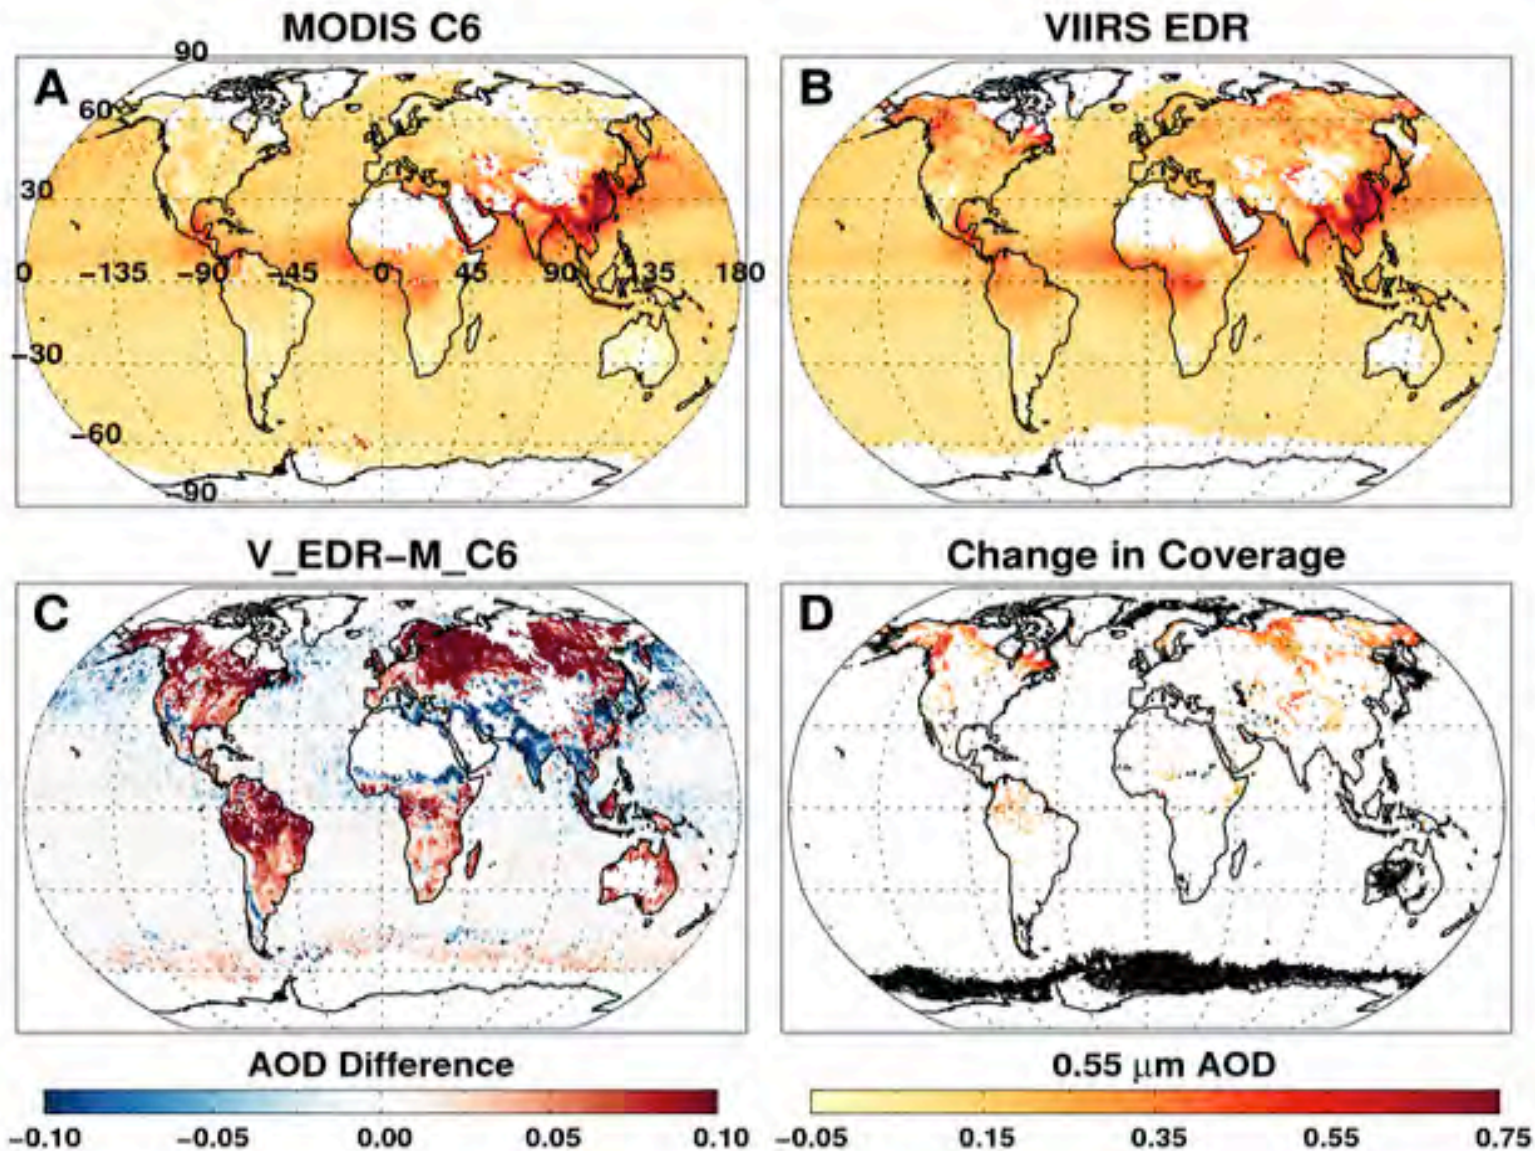 MODIS C6
VIIRS EDR
A
90
60
30
0 −135 −90 −45 0 45 90 135 180
−30
−60
−90
B
V_EDR−M_C6
Change in Coverage
C
D
AOD Difference
−0.10 −0.05 0.00 0.05 0.10
0.55 μm AOD
−0.05 0.15 0.35 0.55 0.75